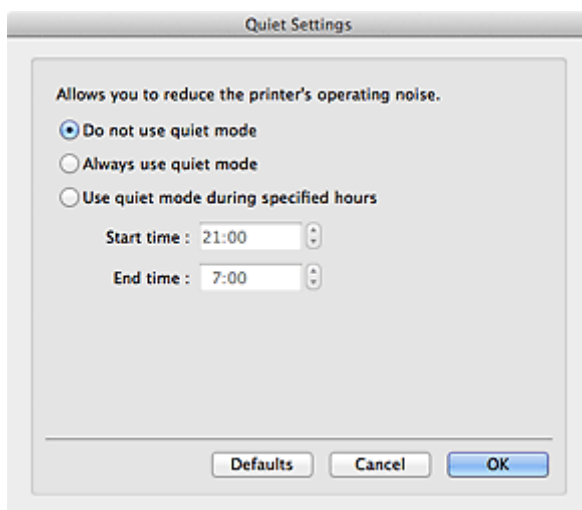 Quiet Settings
Allows you to reduce the printer's operating noise.
Do not use quiet mode
Always use quiet mode
Use quiet mode during specified hours
Start time : 21:00
End time : 7:00
Defaults Cancel OK